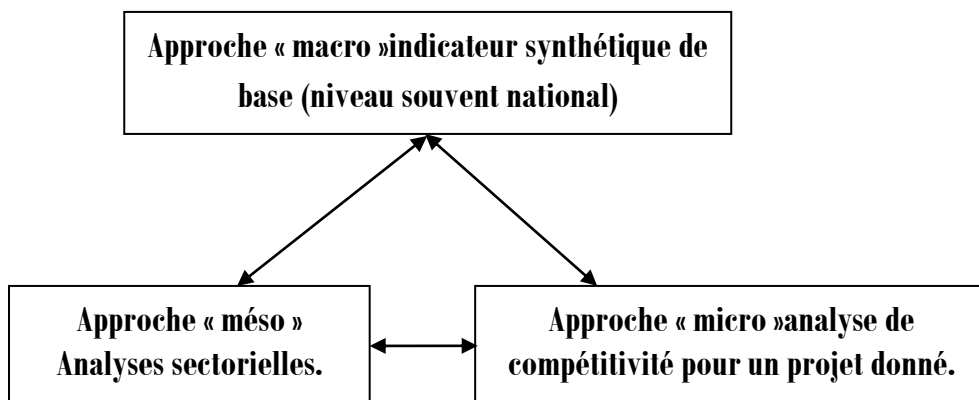 Approche « macro »indicateur synthétique de
base (niveau souvent national)
Approche « méso »
Analyses sectorielles.
Approche « micro »analyse de
compétitivité pour un projet donné.